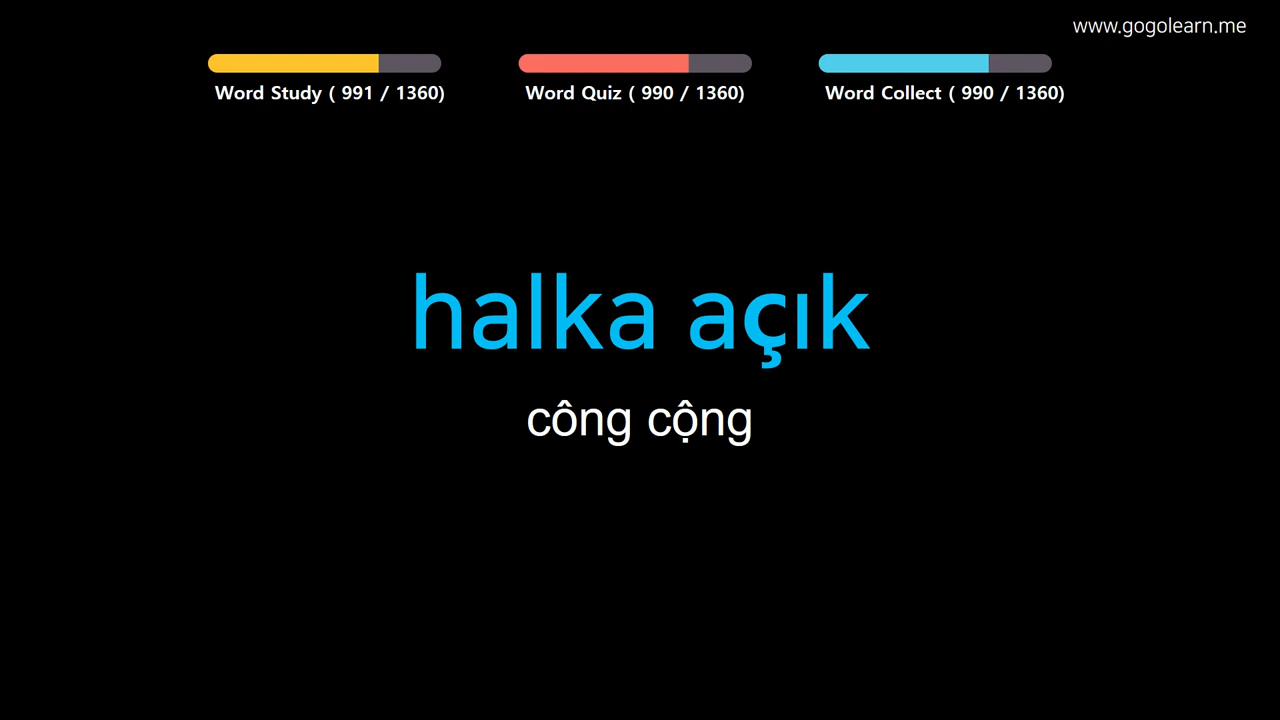 www.gogolearn.me
Word Study ( 991 / 1360)
Word Quiz ( 990 / 1360)
Word Collect ( 990 / 1360)
halka açık
công cộng